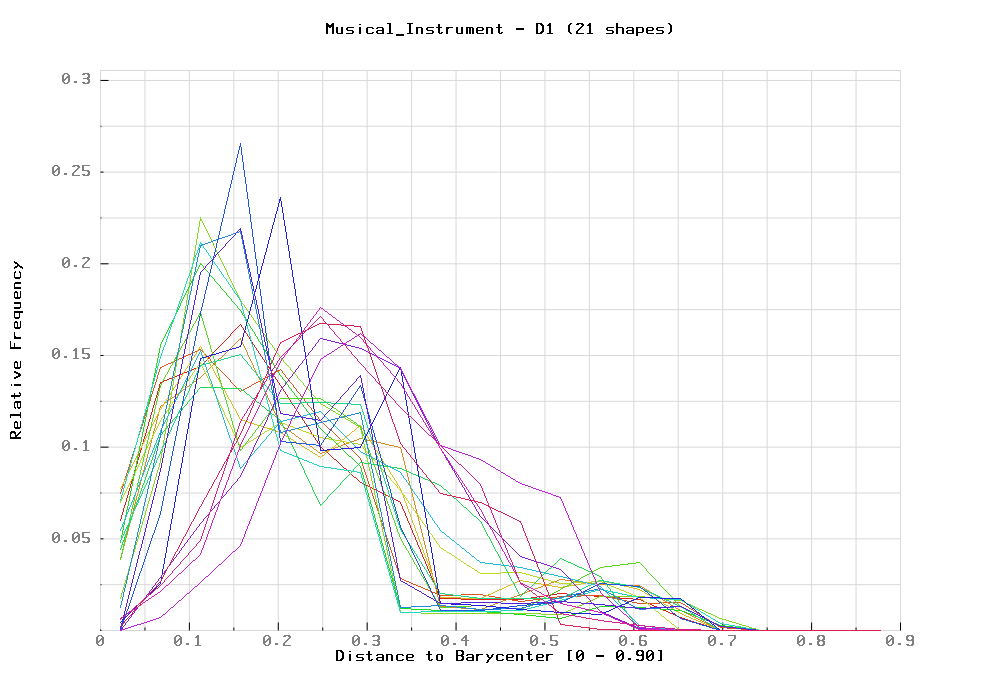 Musical_Instrument - D1 (21 shapes)
0.3
0.25
0.2
0.15
0.1
0.05
Relative Frequency
0 0.1 0.2 0.3 0.4 0.5 0.6 0.7 0.8 0.9
Distance to Barycenter [0 - 0.90]